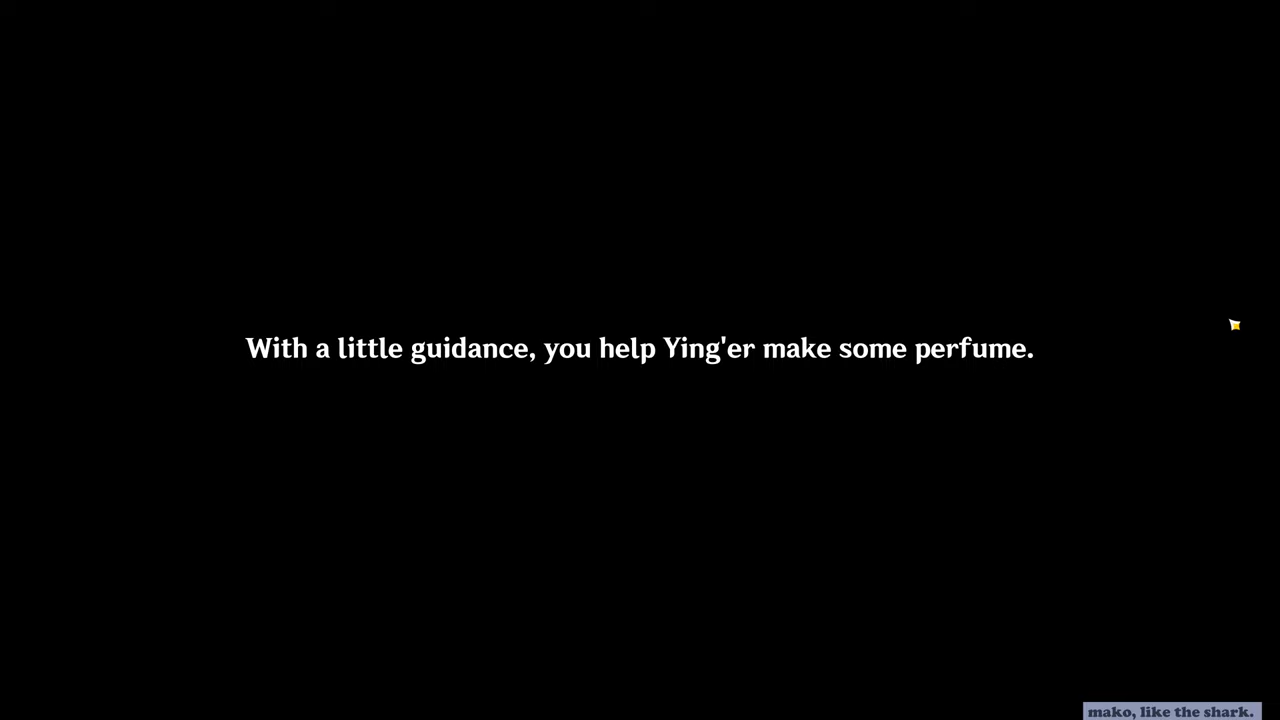 With a little guidance, you help Ying'er make some perfume.
mako, like the shark.